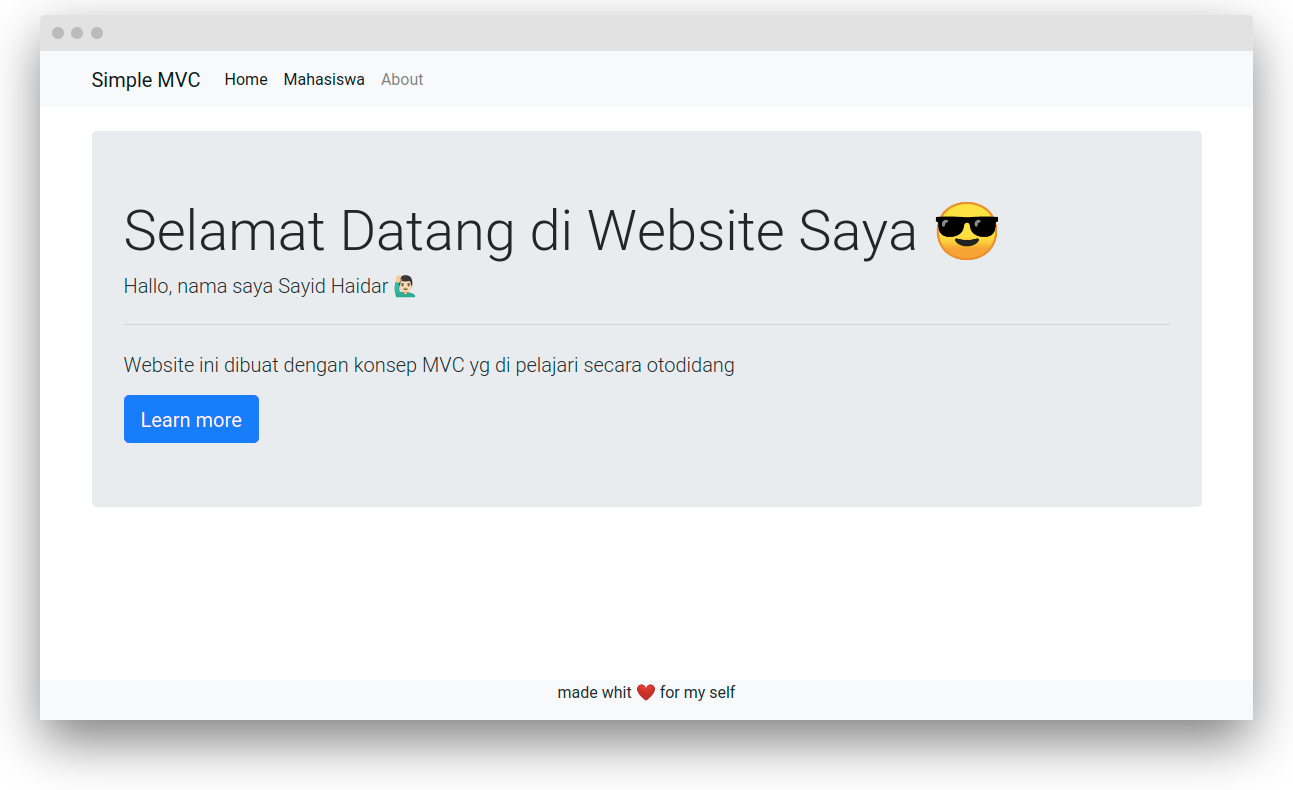 Simple MVC Home Mahasiswa About
Selamat Datang di Website Saya 😎
Hallo, nama saya Sayid Haidar 🙋🏻‍♂️
Website ini dibuat dengan konsep MVC yg di pelajari secara otodidang
Learn more
made whit ❤️ for my self